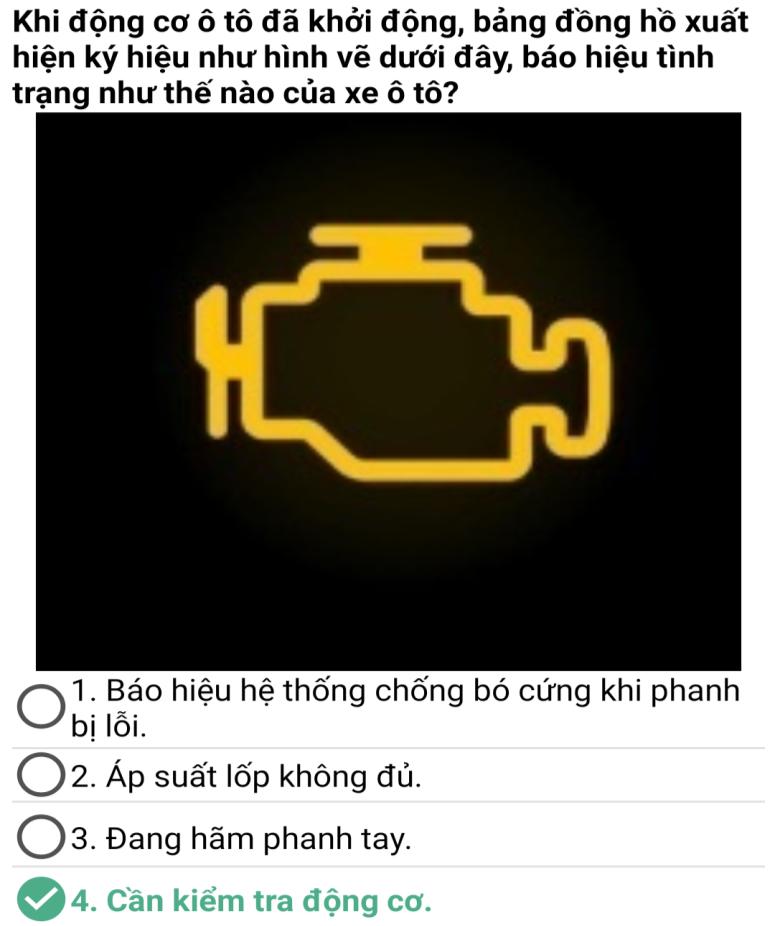 Khi động cơ ô tô đã khởi động, bảng đồng hồ xuất
hiện ký hiệu như hình vẽ dưới đây, báo hiệu tình
trạng như thế nào của xe ô tô?
1. Báo hiệu hệ thống chống bó cứng khi phanh
bị lỗi.
2. Áp suất lốp không đủ.
3. Đang hãm phanh tay.
4. Cần kiểm tra động cơ.